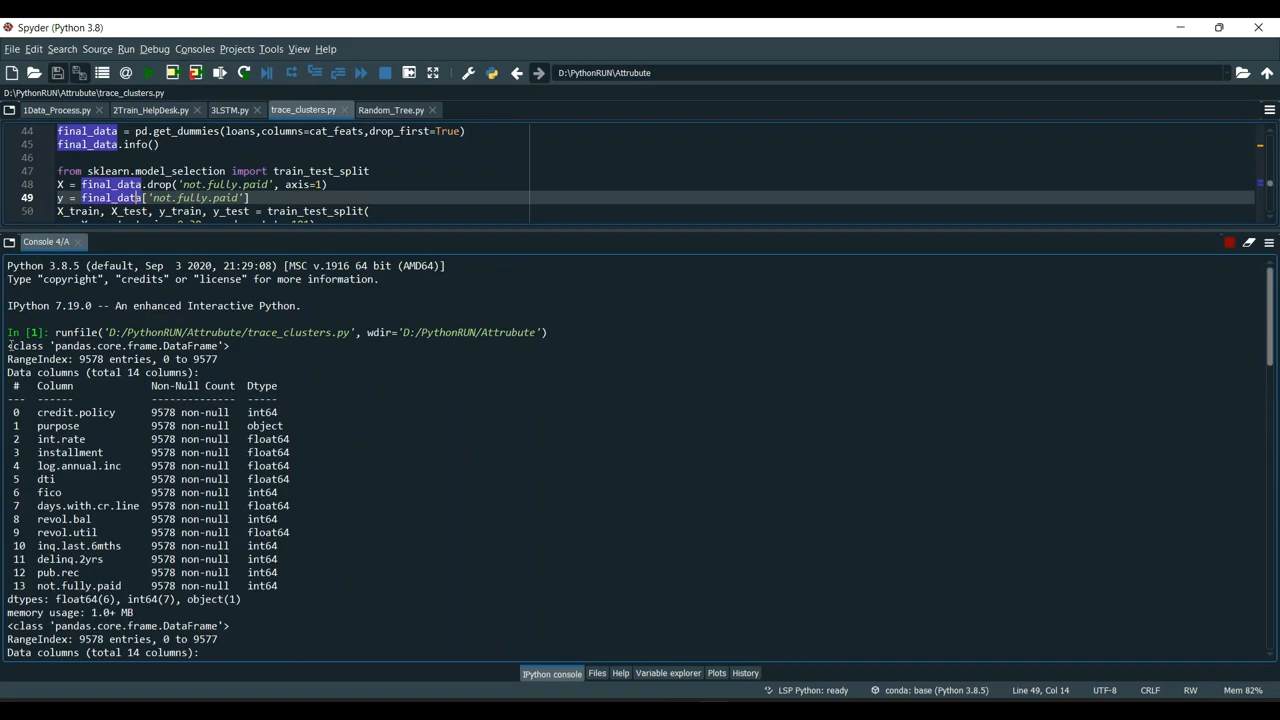 Spyder (Python 3.8)
File Edit Search Source Run Debug Consoles Projects Tools View Help
D:\PythonRUN\Attrubute
D:\PythonRUN\Attrubute\trace_clusters.py
1Data_Process.py 2Train_HelpDesk.py 3LSTM.py trace_clusters.py Random_Tree.py
44 final_data = pd.get_dummies(loans,columns=cat_feats,drop_first=True)
45 final_data.info()
46
47 from sklearn.model_selection import train_test_split
48 X = final_data.drop('not.fully.paid', axis=1)
49 y = final_data['not.fully.paid']
50 X_train, X_test, y_train, y_test = train_test_split(
Console 4/A
Python 3.8.5 (default, Sep  3 2020, 21:29:08) [MSC v.1916 64 bit (AMD64)]
Type "copyright", "credits" or "license" for more information.
IPython 7.19.0 -- An enhanced Interactive Python.
In [1]: runfile('D:/PythonRUN/Attrubute/trace_clusters.py', wdir='D:/PythonRUN/Attrubute')
<class 'pandas.core.frame.DataFrame'>
RangeIndex: 9578 entries, 0 to 9577
Data columns (total 14 columns):
 #   Column             Non-Null Count  Dtype
---  ------             --------------  -----
 0   credit.policy      9578 non-null   int64
 1   purpose            9578 non-null   object
 2   int.rate           9578 non-null   float64
 3   installment        9578 non-null   float64
 4   log.annual.inc     9578 non-null   float64
 5   dti                9578 non-null   float64
 6   fico               9578 non-null   int64
 7   days.with.cr.line  9578 non-null   float64
 8   revol.bal          9578 non-null   int64
 9   revol.util         9578 non-null   float64
 10  inq.last.6mths     9578 non-null   int64
 11  delinq.2yrs        9578 non-null   int64
 12  pub.rec            9578 non-null   int64
 13  not.fully.paid     9578 non-null   int64
dtypes: float64(6), int64(7), object(1)
memory usage: 1.0+ MB
<class 'pandas.core.frame.DataFrame'>
RangeIndex: 9578 entries, 0 to 9577
Data columns (total 14 columns):
IPython console Files Help Variable explorer Plots History
LSP Python: ready conda: base (Python 3.8.5) Line 49, Col 14 UTF-8 CRLF RW Mem 82%